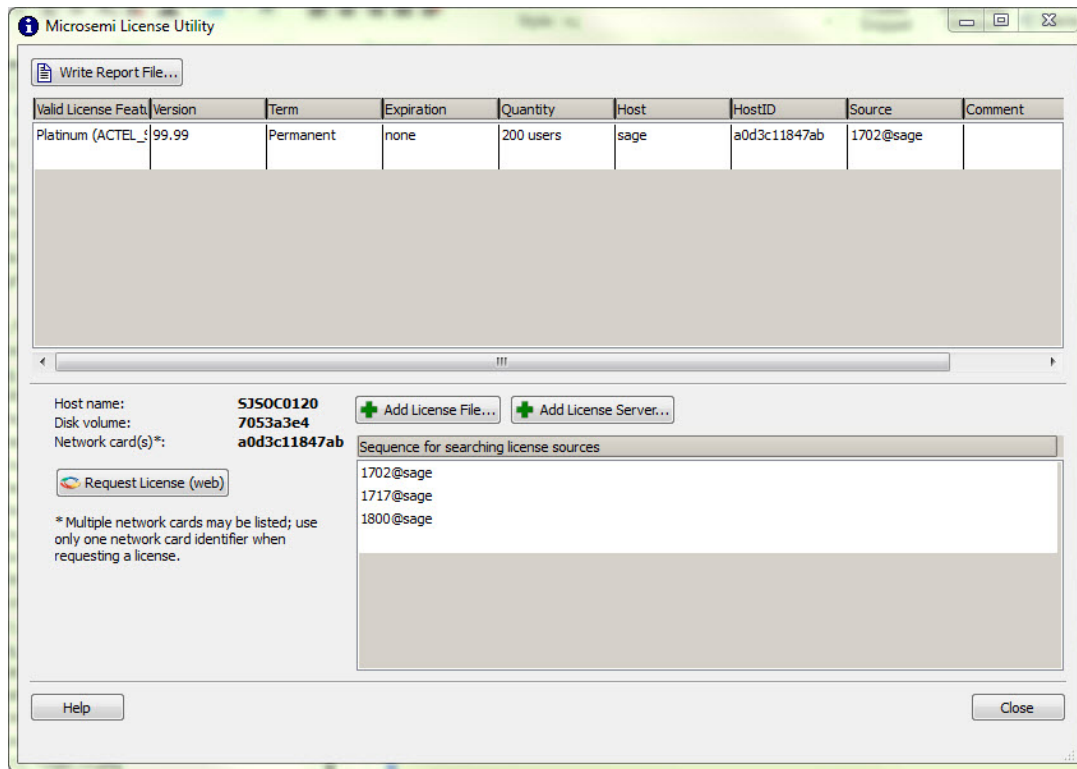 Microsemi License Utility
Write Report File...
Valid License Featu Version Term Expiration Quantity Host HostID Source Comment
Platinum (ACTEL_S 99.99 Permanent none 200 users sage a0d3c11847ab 1702@sage
Host name: SJSOC0120
Disk volume: 7053a3e4
Network card(s)*: a0d3c11847ab
Add License File... Add License Server...
Sequence for searching license sources
1702@sage
1717@sage
1800@sage
Request License (web)
* Multiple network cards may be listed; use
only one network card identifier when
requesting a license.
Help Close